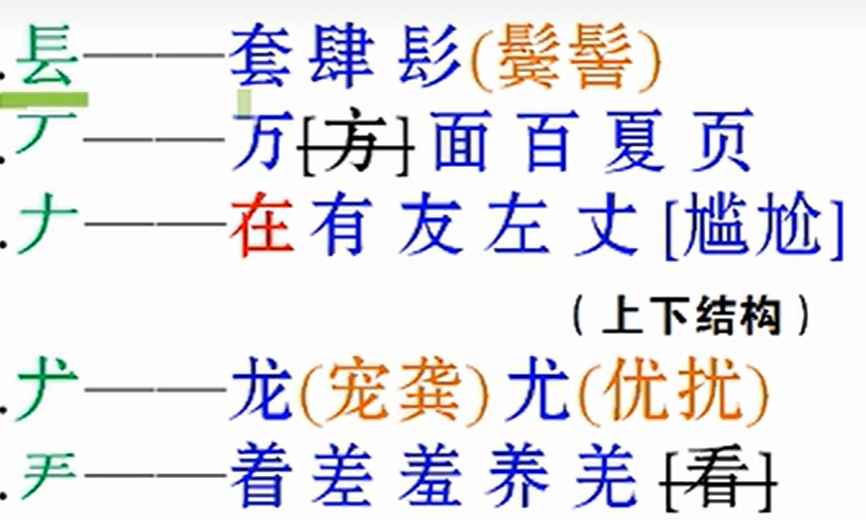 .镸——套 肆 髟(鬓髻)
.丆——万[方] 面 百 夏 页
.𠂇——在 有 友 左 丈 [尴尬]
(上下结构)
.尤——龙(宠龚) 尤(优扰)
.⺶——着 差 羞 养 羌 [看]